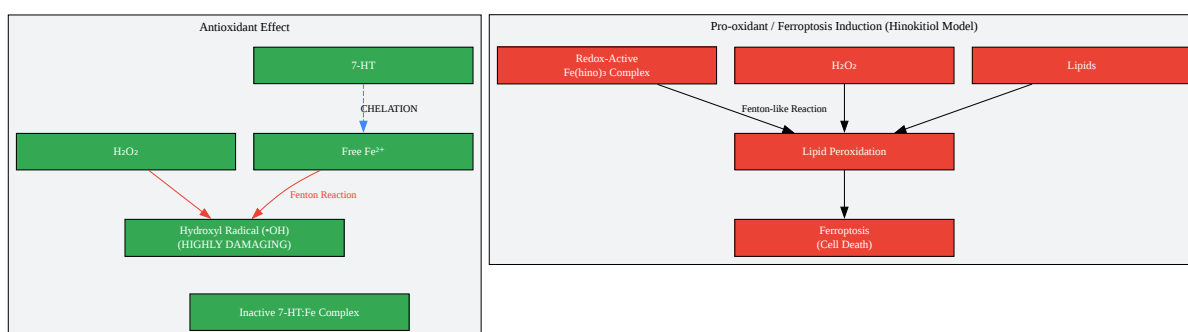 Antioxidant Effect
7-HT
CHELATION
H₂O₂
Free Fe²⁺
Fenton Reaction
Hydroxyl Radical (•OH)
(HIGHLY DAMAGING)
Inactive 7-HT:Fe Complex
Pro-oxidant / Ferroptosis Induction (Hinokitiol Model)
Redox-Active
Fe(hino)₃ Complex
H₂O₂
Lipids
Fenton-like Reaction
Lipid Peroxidation
Ferroptosis
(Cell Death)